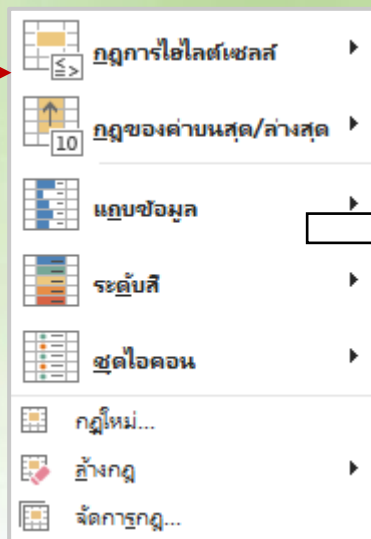 กฎการไฮไลต์เซลล์
กฎของค่าบนสุด/ล่างสุด
10
แถบข้อมูล
ระดับสี
ชุดไอคอน
กฎใหม่...
ล้างกฎ
จัดการกฎ...